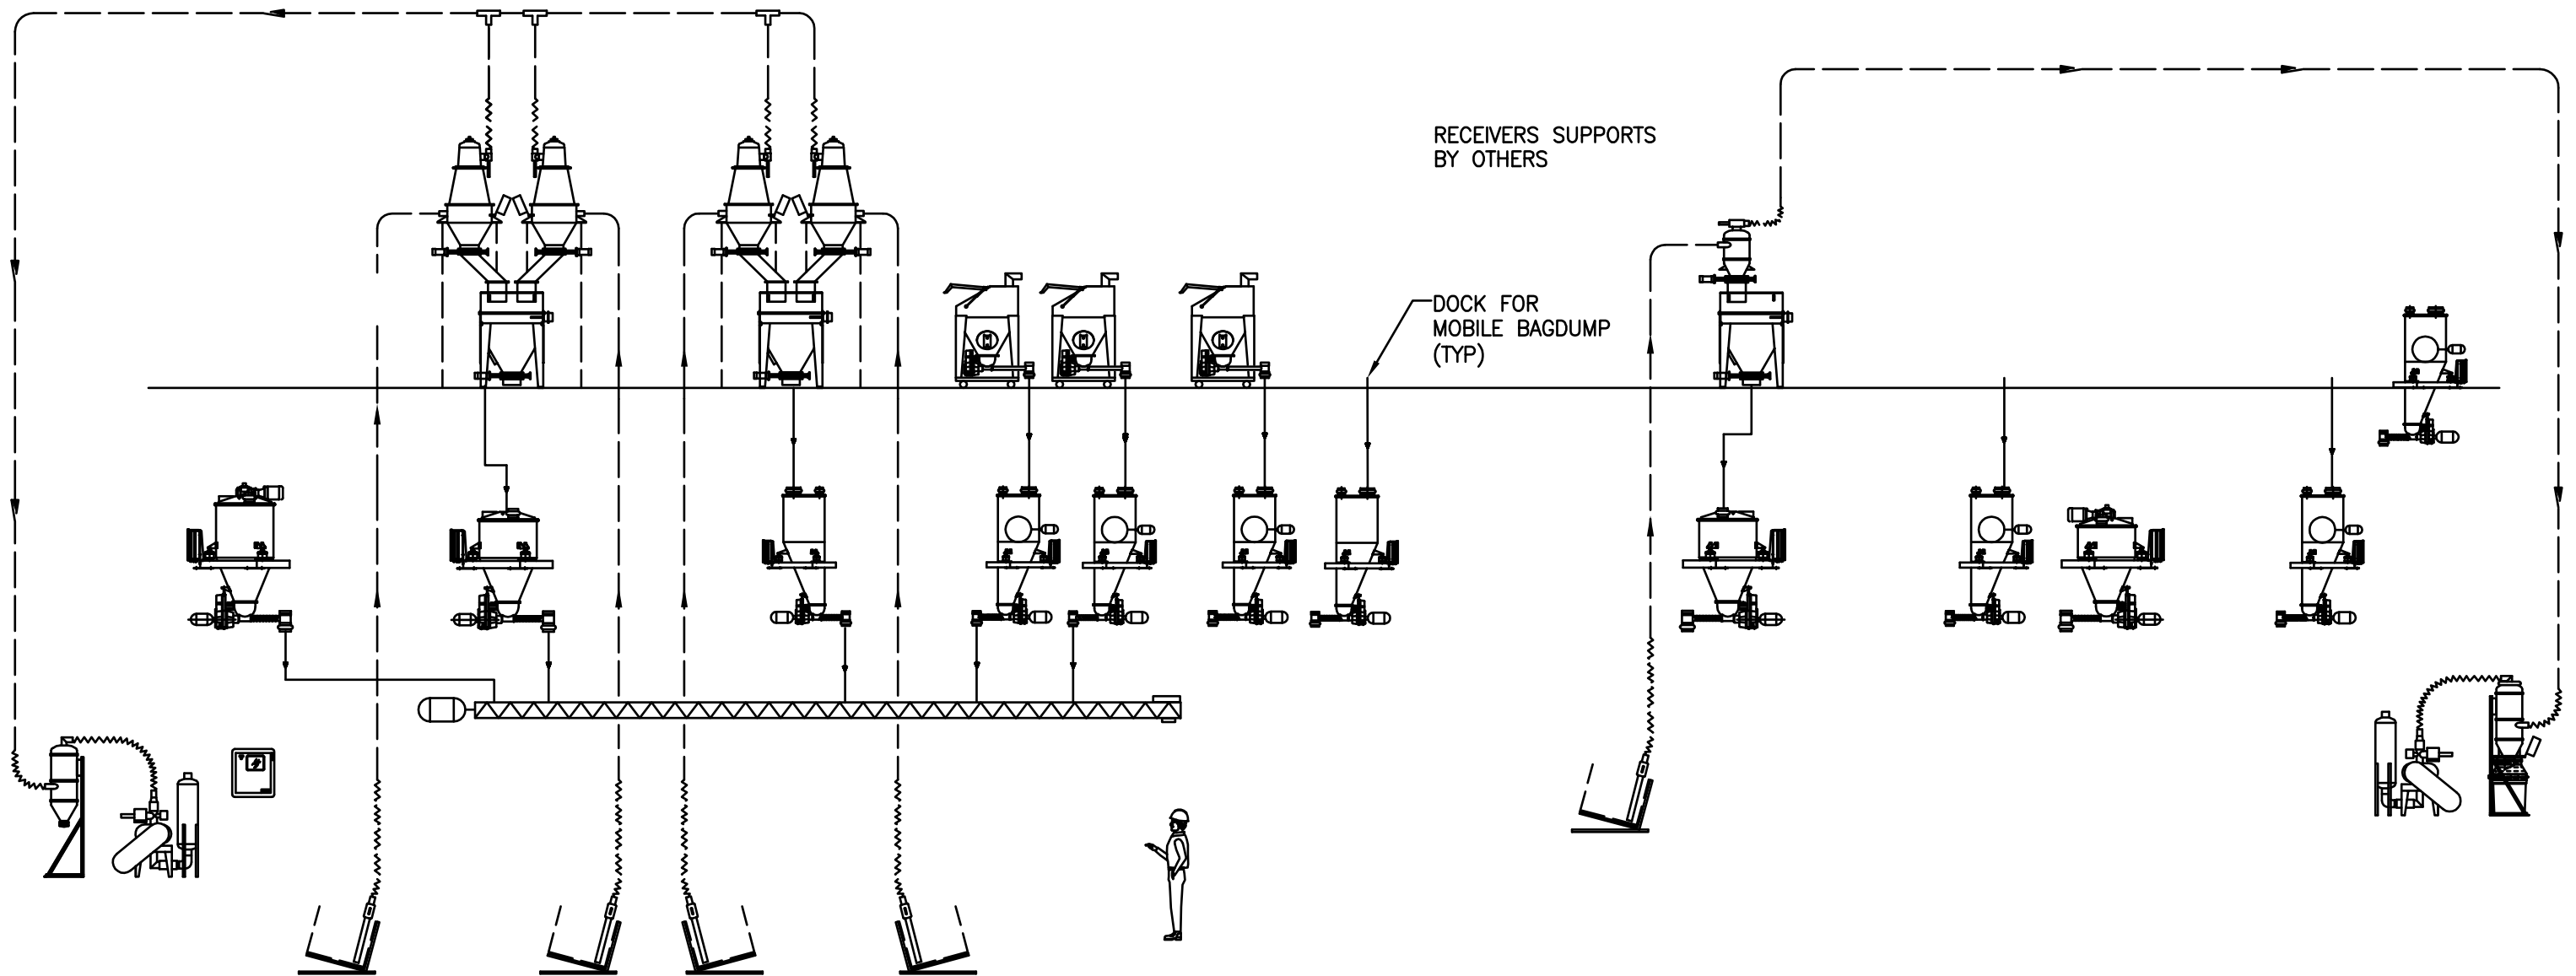 RECEIVERS SUPPORTS
BY OTHERS
DOCK FOR
MOBILE BAGDUMP
(TYP)